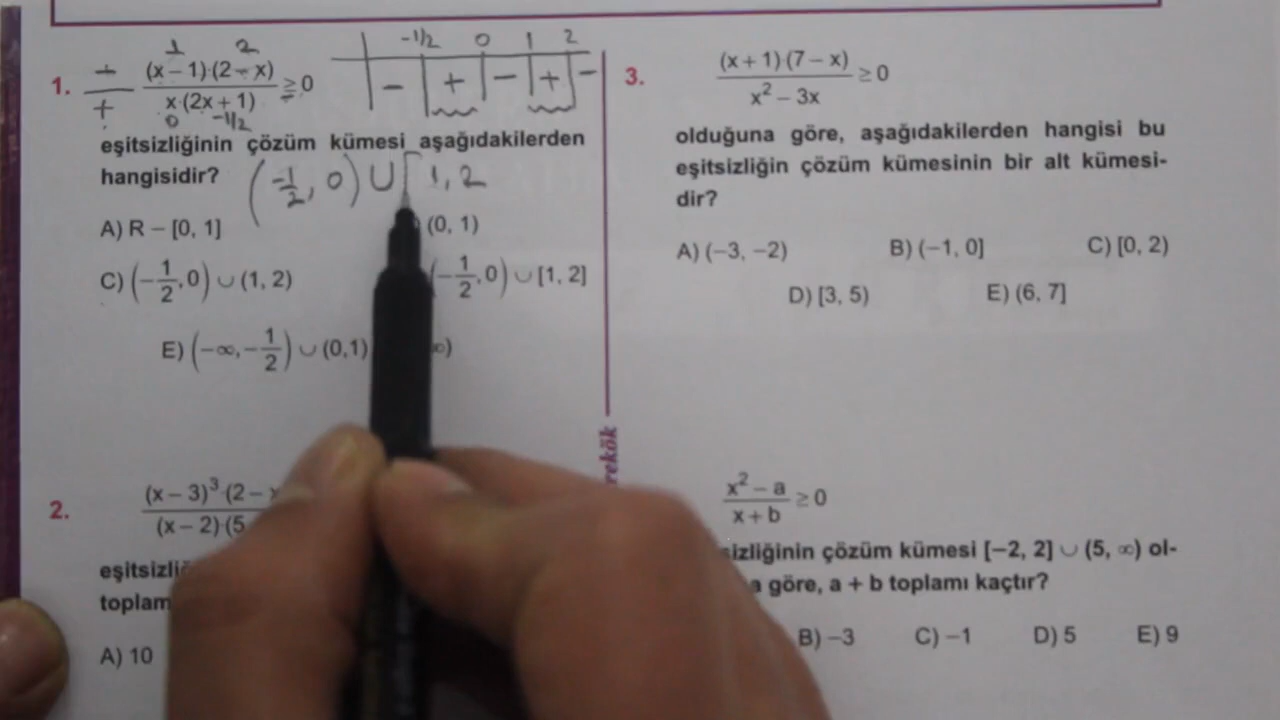 1. + / + (x – 1)·(2 – x) / x·(2x + 1) ≥ 0
1 2
0 -1/2
-1/2 0 1 2
- + - + -
eşitsizliğinin çözüm kümesi aşağıdakilerden
hangisidir? (-1/2, 0) ∪ [1, 2
A) R – [0, 1] (0, 1)
C) (–1/2, 0) ∪ (1, 2) (–1/2, 0) ∪ [1, 2]
E) (–∞, –1/2) ∪ (0,1) ∞)
2. (x – 3)³·(2 – / (x – 2)·(5
toplam
A) 10
rekök
3. (x + 1)·(7 – x) / x² – 3x ≥ 0
olduğuna göre, aşağıdakilerden hangisi bu
eşitsizliğin çözüm kümesinin bir alt kümesi-
dir?
A) (–3, –2) B) (–1, 0] C) [0, 2)
D) [3, 5) E) (6, 7]
x² – a / x + b ≥ 0
sizliğinin çözüm kümesi [–2, 2] ∪ (5, ∞) ol-
a göre, a + b toplamı kaçtır?
B) –3 C) –1 D) 5 E) 9